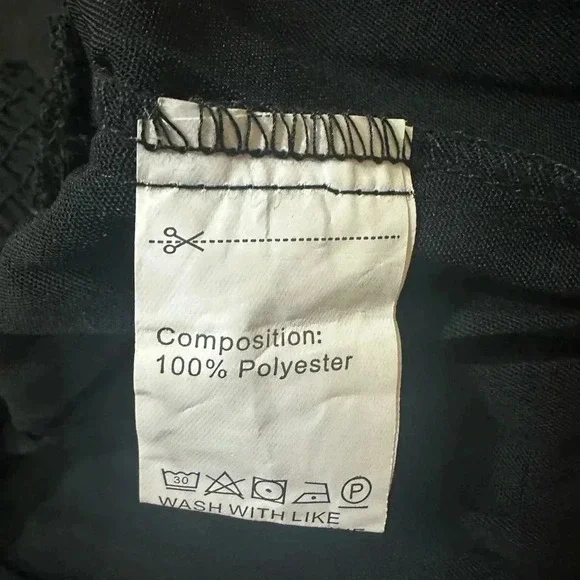 Composition:
100% Polyester
30 P
WASH WITH LIKE